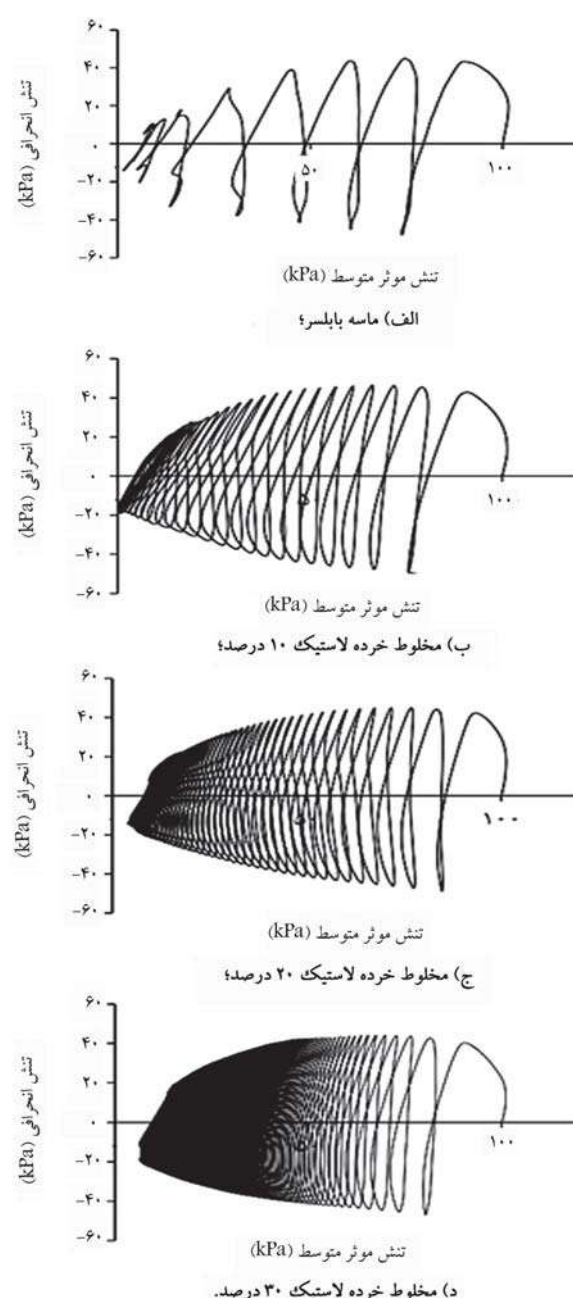 ۶۰
۴۰
۲۰
۰
-۲۰
-۴۰
-۶۰
تنش انحرافی (kPa)
۵۰
۱۰۰
تنش موثر متوسط (kPa)
الف) ماسه بابلسر؛
۶۰
۴۰
۲۰
۰
-۲۰
-۴۰
-۶۰
تنش انحرافی (kPa)
۱۰۰
تنش موثر متوسط (kPa)
ب) مخلوط خرده لاستیک ۱۰ درصد؛
۶۰
۴۰
۲۰
۰
-۲۰
-۴۰
-۶۰
تنش انحرافی (kPa)
۱۰۰
تنش موثر متوسط (kPa)
ج) مخلوط خرده لاستیک ۲۰ درصد؛
۶۰
۴۰
۲۰
۰
-۲۰
-۴۰
-۶۰
تنش انحرافی (kPa)
۱۰۰
تنش موثر متوسط (kPa)
د) مخلوط خرده لاستیک ۳۰ درصد.